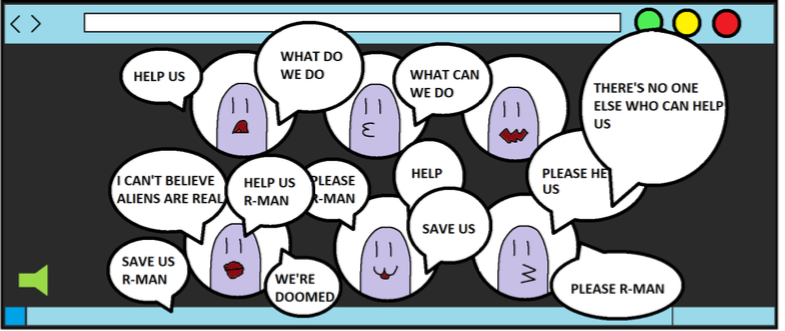 HELP US
WHAT DO
WE DO
WHAT CAN
WE DO
THERE'S NO ONE
ELSE WHO CAN HELP
US
I CAN'T BELIEVE
ALIENS ARE REAL
HELP US
R-MAN
PLEASE
R-MAN
HELP
PLEASE HE
US
SAVE US
SAVE US
R-MAN
WE'RE
DOOMED
PLEASE R-MAN